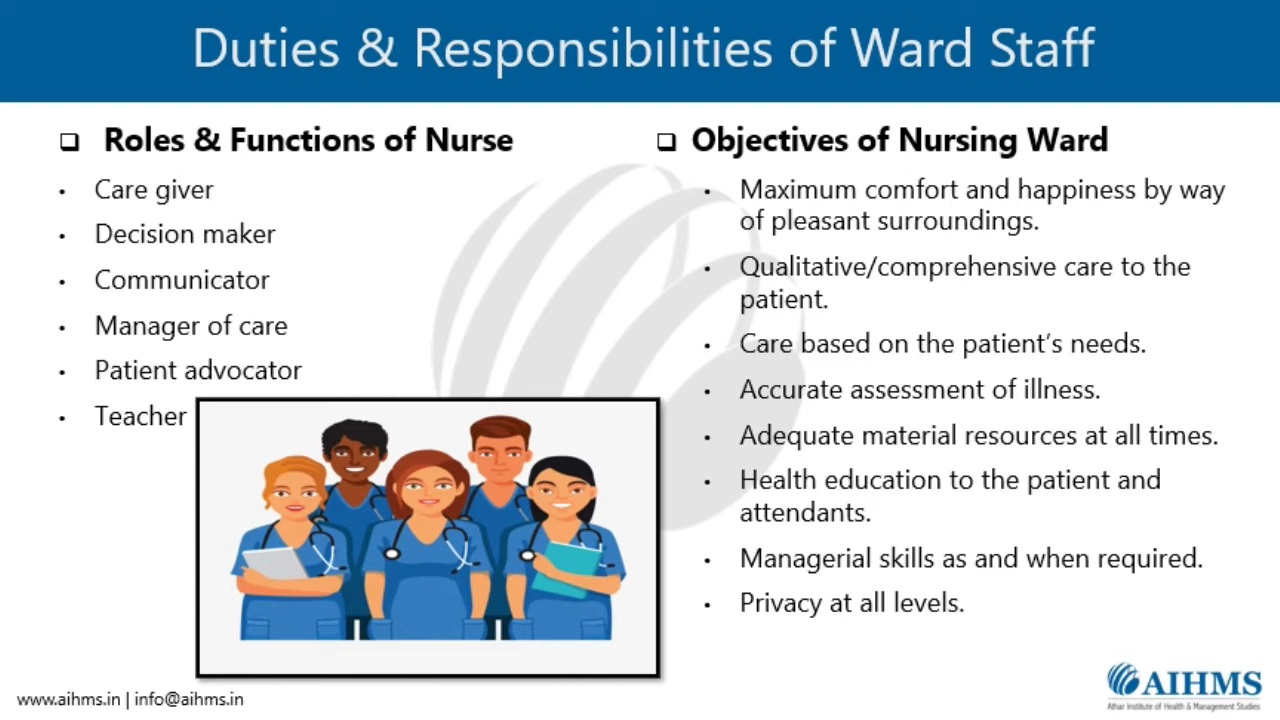 Duties & Responsibilities of Ward Staff
❑ Roles & Functions of Nurse
• Care giver
• Decision maker
• Communicator
• Manager of care
• Patient advocator
• Teacher
❑ Objectives of Nursing Ward
• Maximum comfort and happiness by way
of pleasant surroundings.
• Qualitative/comprehensive care to the
patient.
• Care based on the patient's needs.
• Accurate assessment of illness.
• Adequate material resources at all times.
• Health education to the patient and
attendants.
• Managerial skills as and when required.
• Privacy at all levels.
www.aihms.in | info@aihms.in
AIHMS
Athar Institute of Health & Management Studies